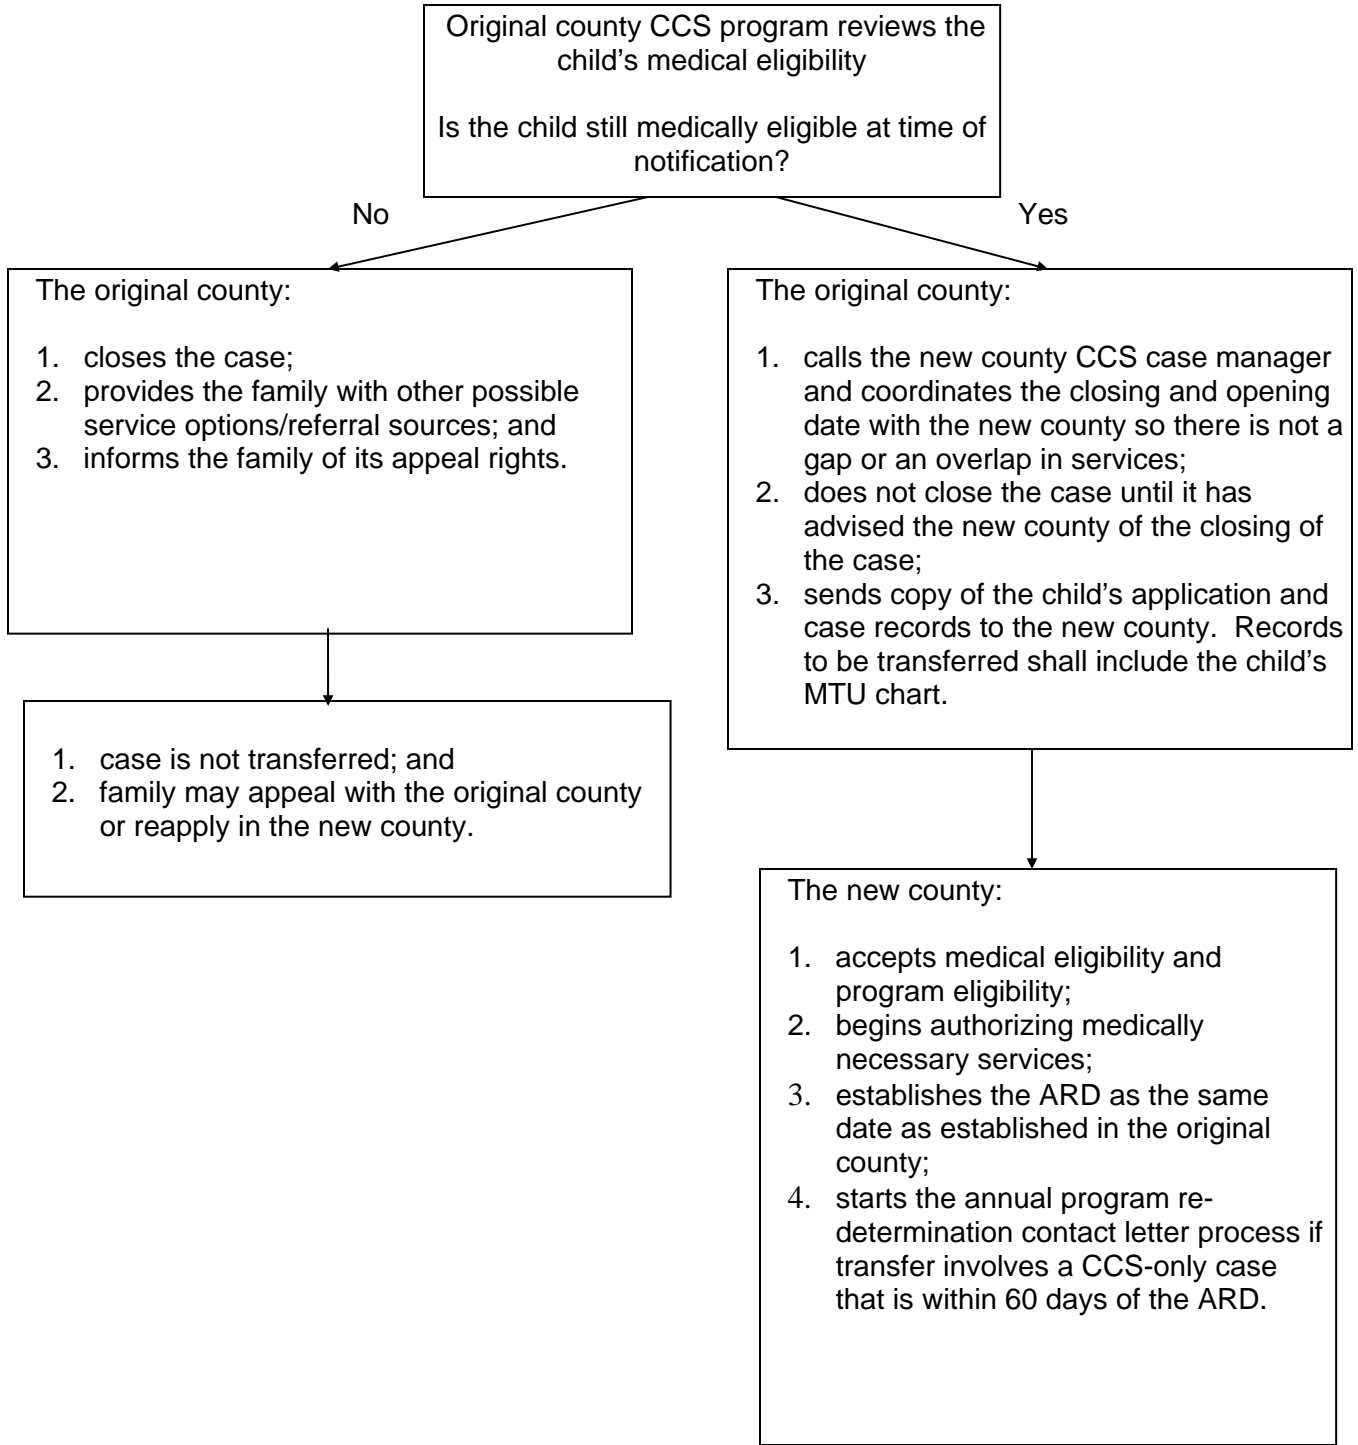 Original county CCS program reviews the
child's medical eligibility
Is the child still medically eligible at time of
notification?
No
Yes
The original county:
1. closes the case;
2. provides the family with other possible
service options/referral sources; and
3. informs the family of its appeal rights.
1. case is not transferred; and
2. family may appeal with the original county
or reapply in the new county.
The original county:
1. calls the new county CCS case manager
and coordinates the closing and opening
date with the new county so there is not a
gap or an overlap in services;
2. does not close the case until it has
advised the new county of the closing of
the case;
3. sends copy of the child's application and
case records to the new county.  Records
to be transferred shall include the child's
MTU chart.
The new county:
1. accepts medical eligibility and
program eligibility;
2. begins authorizing medically
necessary services;
3. establishes the ARD as the same
date as established in the original
county;
4. starts the annual program re-
determination contact letter process if
transfer involves a CCS-only case
that is within 60 days of the ARD.